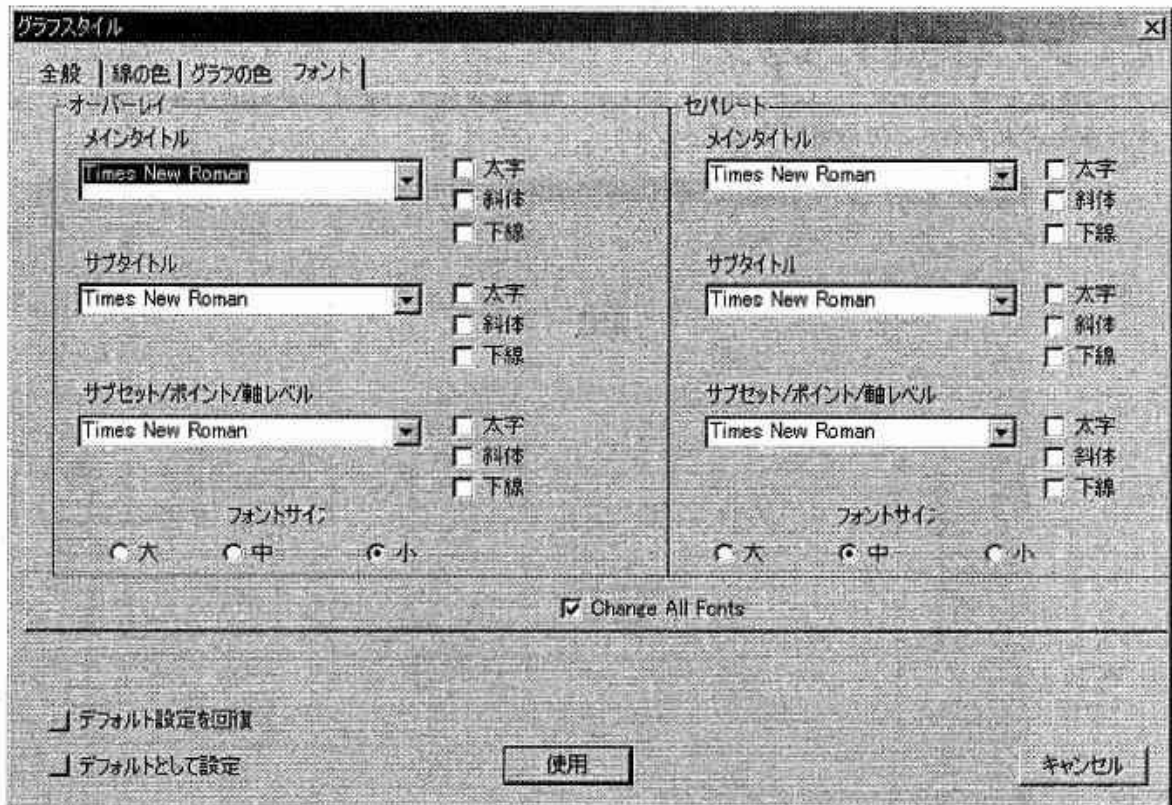 グラフスタイル
全般 線の色 グラフの色 フォント
オーバーレイ
メインタイトル
Times New Roman
太字
斜体
下線
サブタイトル
Times New Roman
太字
斜体
下線
サブセット/ポイント/軸レベル
Times New Roman
太字
斜体
下線
フォントサイズ
大 中 小
セパレート
メインタイトル
Times New Roman
太字
斜体
下線
サブタイトル
Times New Roman
太字
斜体
下線
サブセット/ポイント/軸レベル
Times New Roman
太字
斜体
下線
フォントサイズ
大 中 小
Change All Fonts
デフォルト設定を回復
デフォルトとして設定
使用
キャンセル